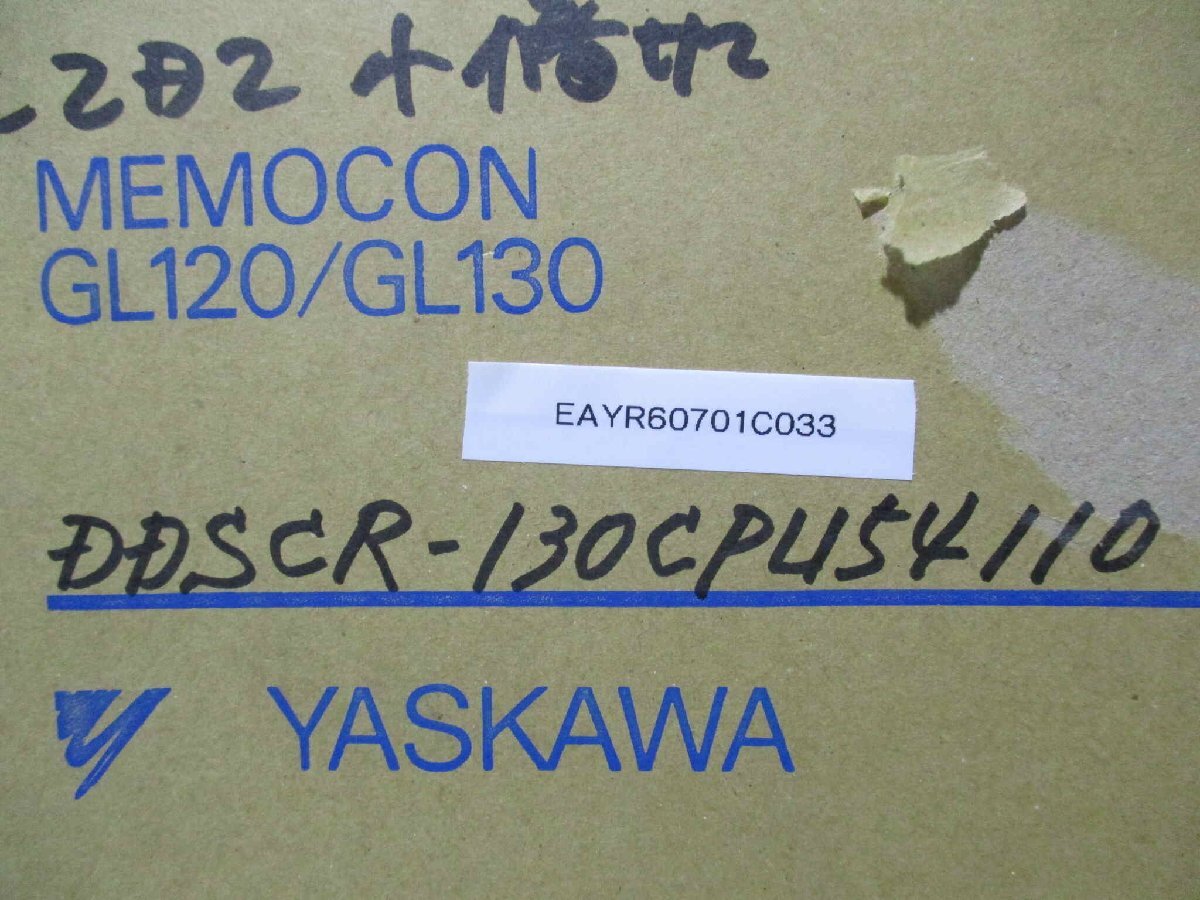 MEMOCON
GL120/GL130
EAYR60701C033
DDSCR-130CPU54110
YASKAWA